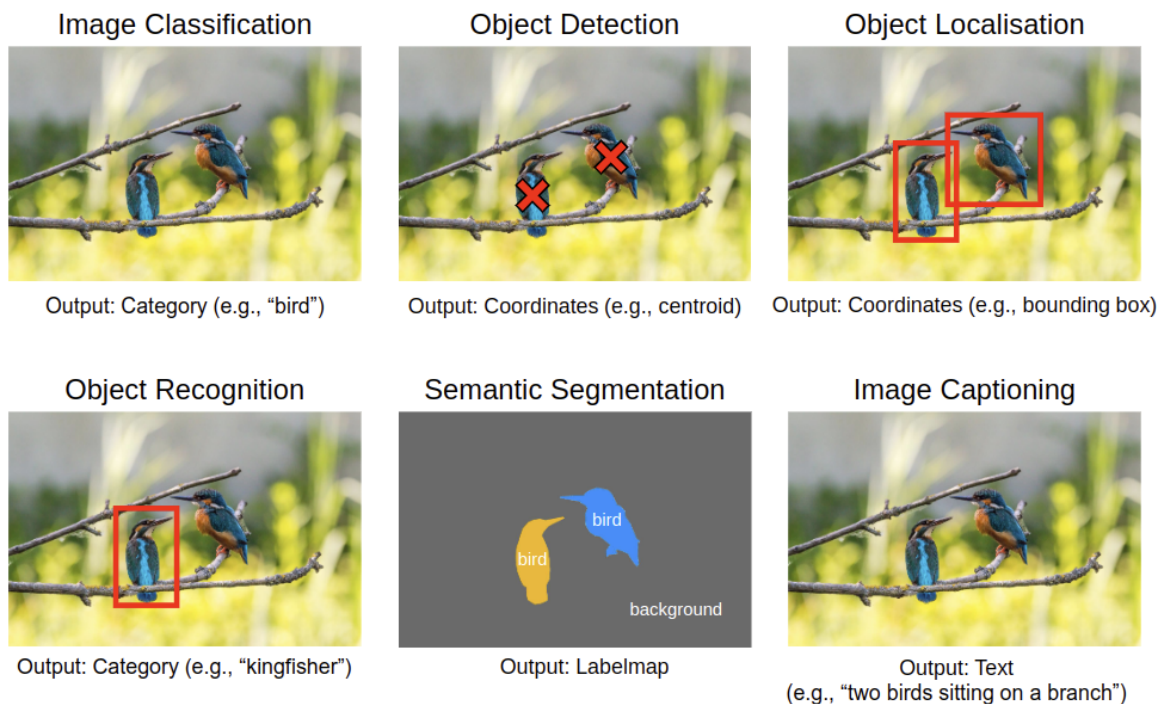 Image Classification
Object Detection
Object Localisation
Output: Category (e.g., “bird”)
Output: Coordinates (e.g., centroid)
Output: Coordinates (e.g., bounding box)
Object Recognition
Semantic Segmentation
Image Captioning
bird
bird
background
Output: Category (e.g., “kingfisher”)
Output: Labelmap
Output: Text
(e.g., “two birds sitting on a branch”)